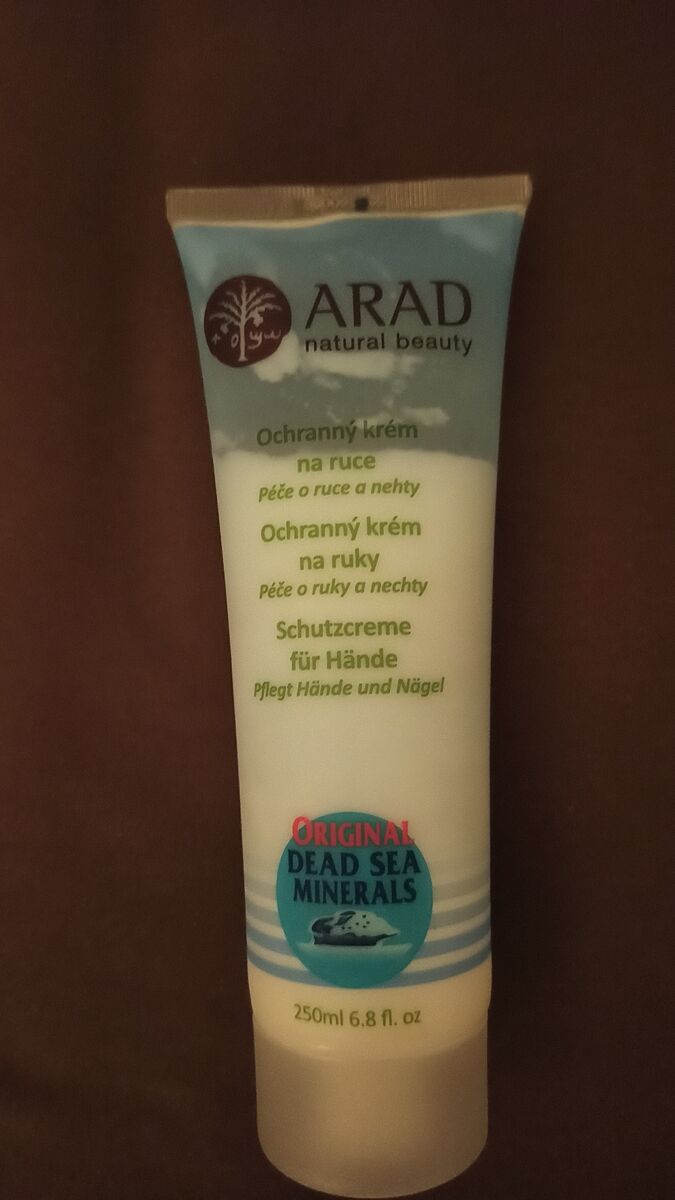 ARAD
natural beauty
Ochranný krém
na ruce
Péče o ruce a nehty
Ochranný krém
na ruky
Péče o ruky a nechty
Schutzcreme
für Hände
Pflegt Hände und Nägel
ORIGINAL
DEAD SEA
MINERALS
250ml 6.8 fl. oz